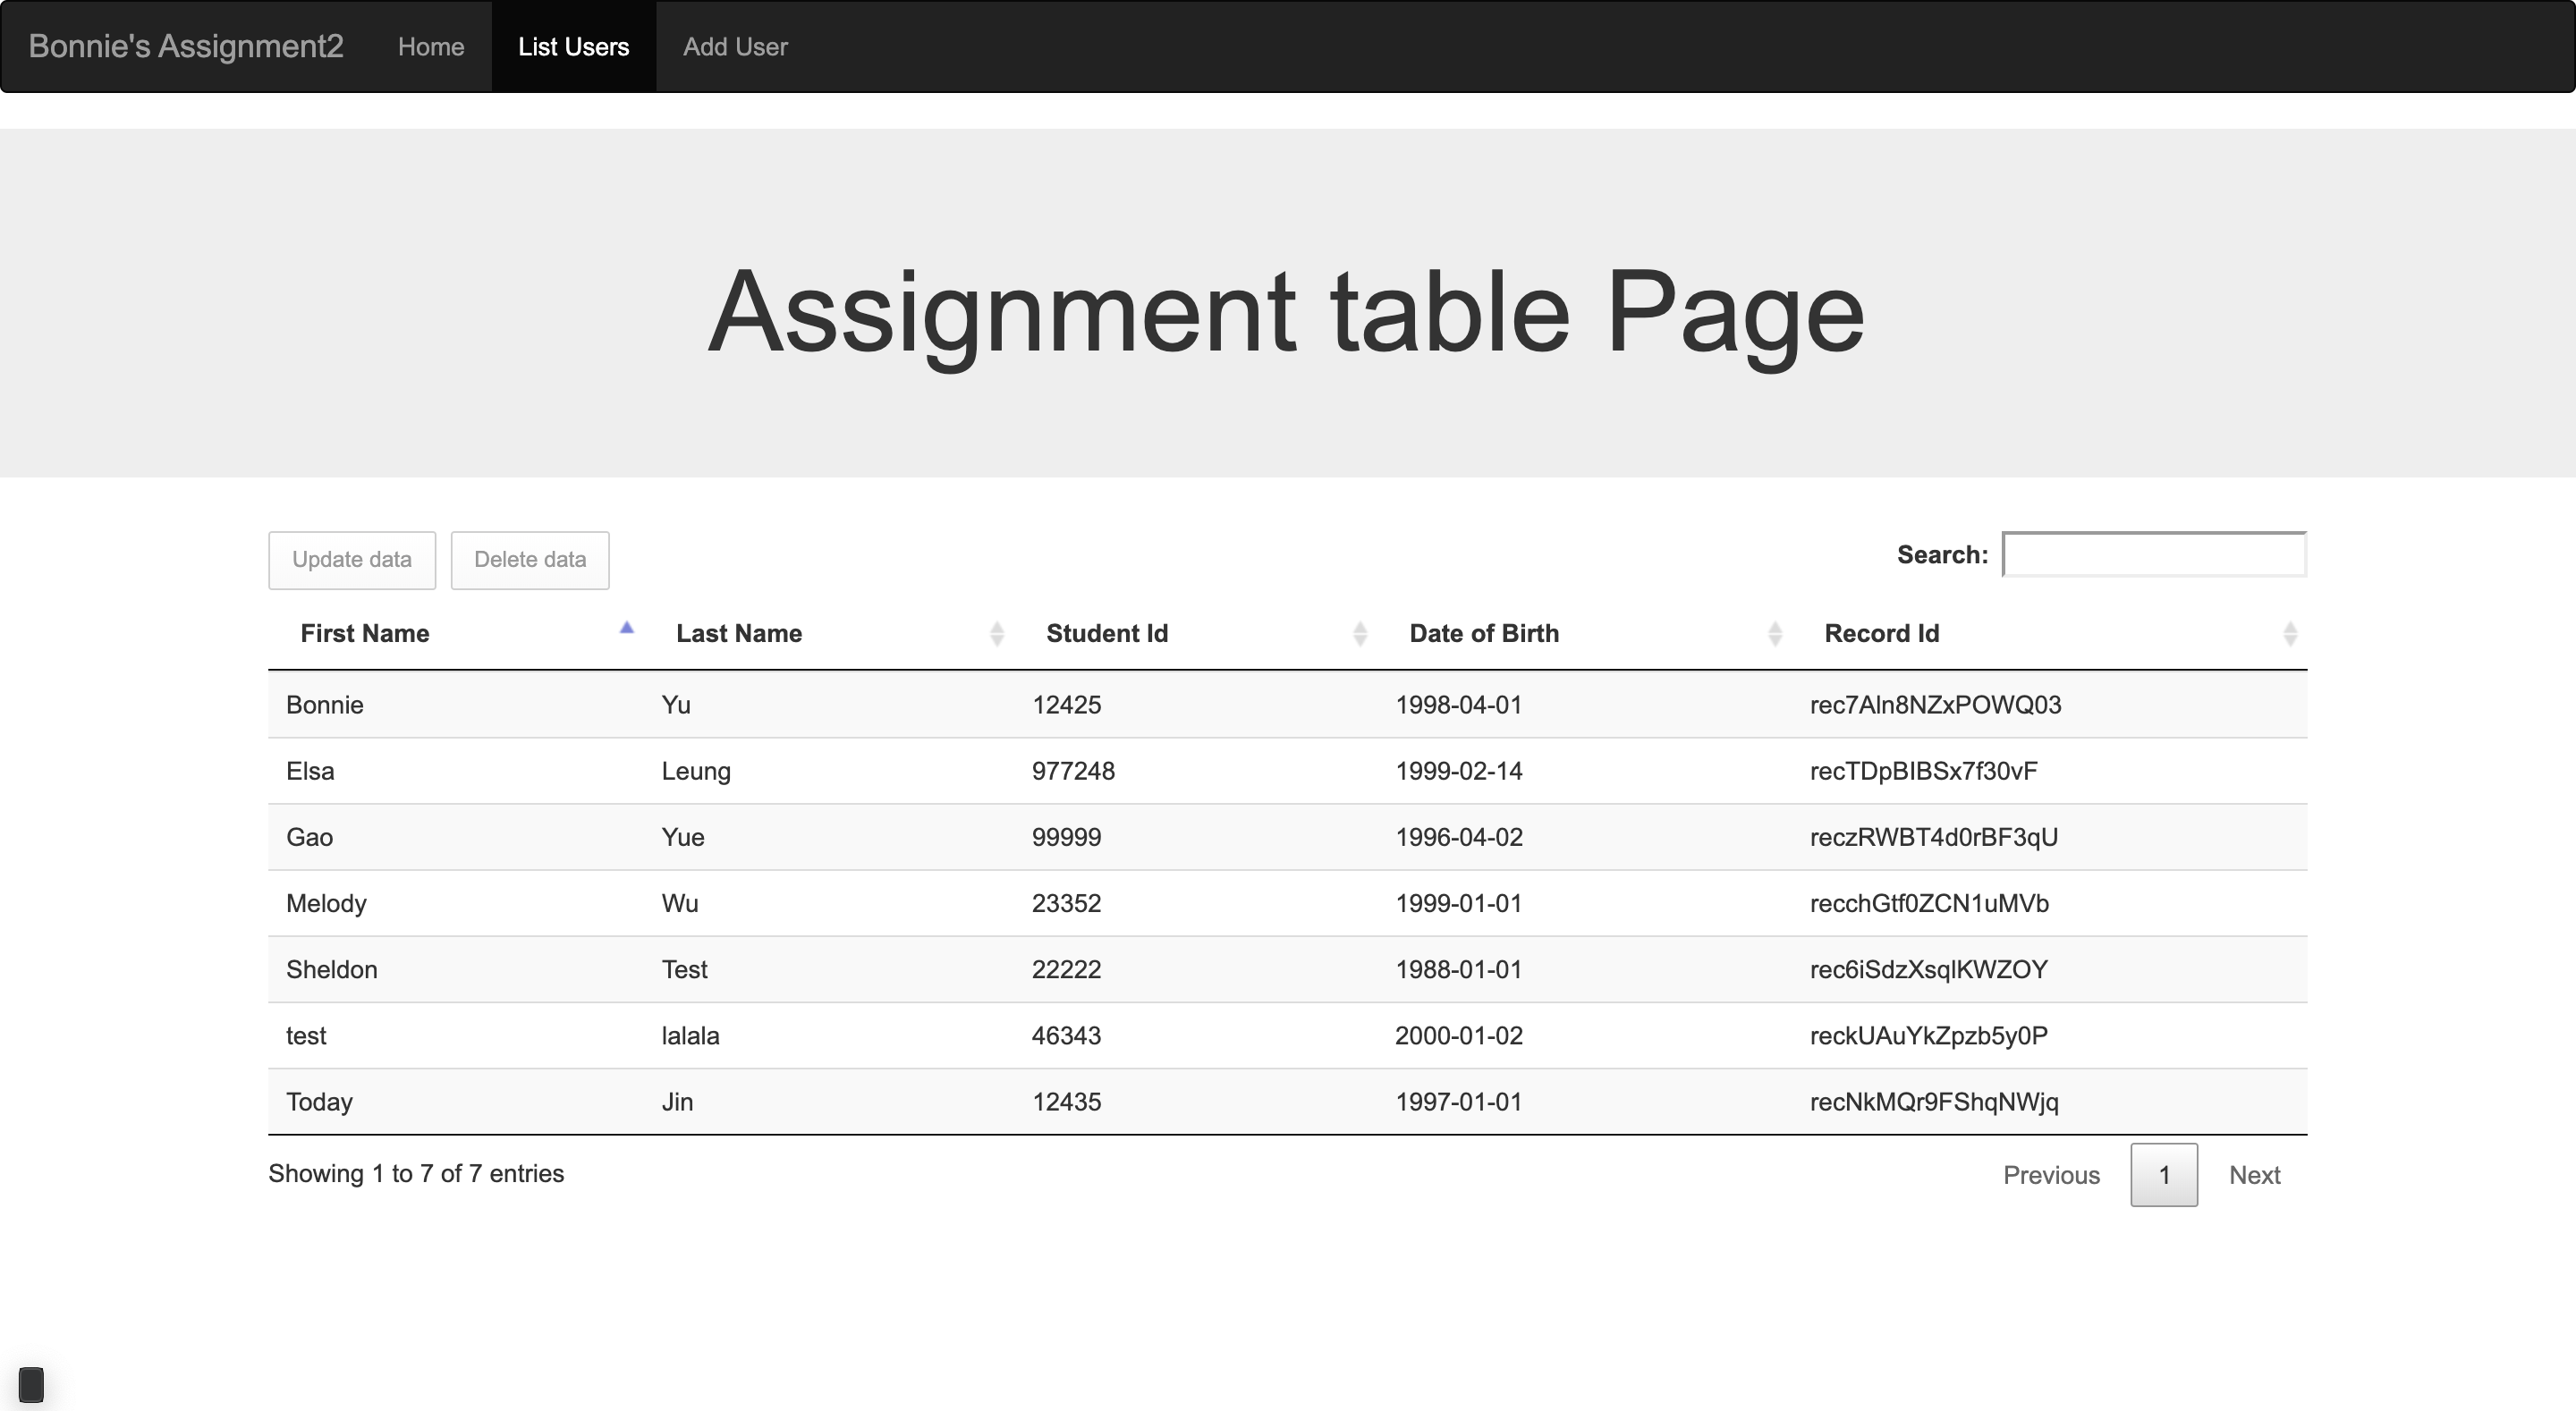 Bonnie's Assignment2 Home List Users Add User
Assignment table Page
Update data Delete data Search:
First Name Last Name Student Id Date of Birth Record Id
Bonnie Yu 12425 1998-04-01 rec7Aln8NZxPOWQ03
Elsa Leung 977248 1999-02-14 recTDpBIBSx7f30vF
Gao Yue 99999 1996-04-02 reczRWBT4d0rBF3qU
Melody Wu 23352 1999-01-01 recchGtf0ZCN1uMVb
Sheldon Test 22222 1988-01-01 rec6iSdzXsqlKWZOY
test lalala 46343 2000-01-02 reckUAuYkZpzb5y0P
Today Jin 12435 1997-01-01 recNkMQr9FShqNWjq
Showing 1 to 7 of 7 entries Previous 1 Next